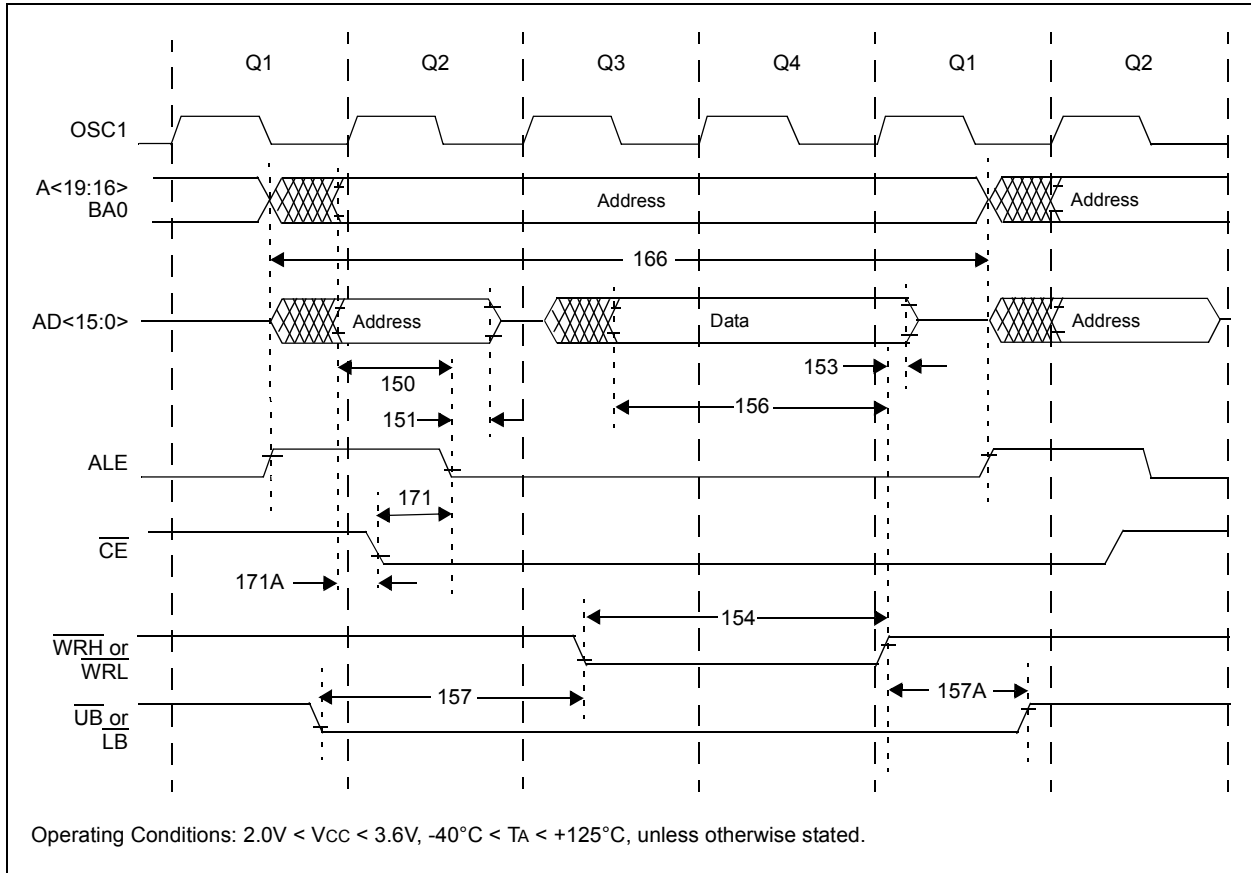 Q1 Q2 Q3 Q4 Q1 Q2
OSC1
A<19:16>
BA0
Address Address
166
AD<15:0>
Address Data Address
150
153
151
156
ALE
171
CE
171A
154
WRH or
WRL
157 157A
UB or
LB
Operating Conditions: 2.0V < VCC < 3.6V, -40°C < TA < +125°C, unless otherwise stated.